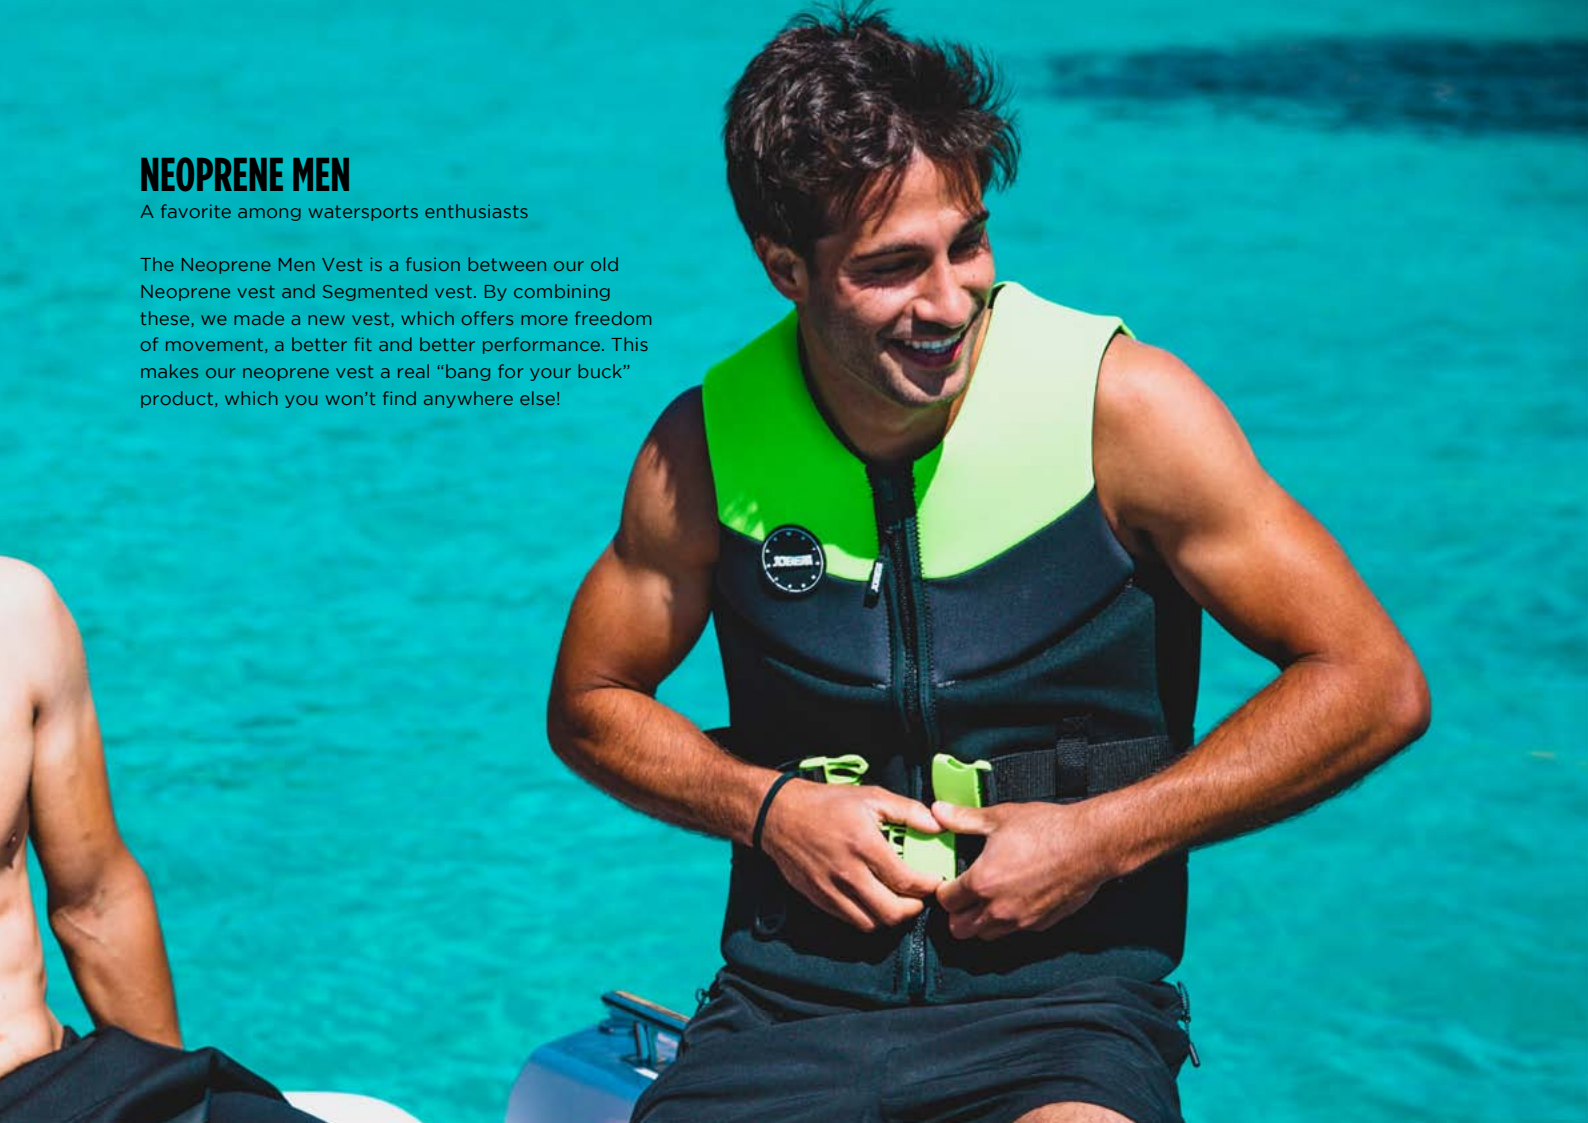 NEOPRENE MEN
A favorite among watersports enthusiasts
The Neoprene Men Vest is a fusion between our old
Neoprene vest and Segmented vest. By combining
these, we made a new vest, which offers more freedom
of movement, a better fit and better performance. This
makes our neoprene vest a real “bang for your buck”
product, which you won’t find anywhere else!